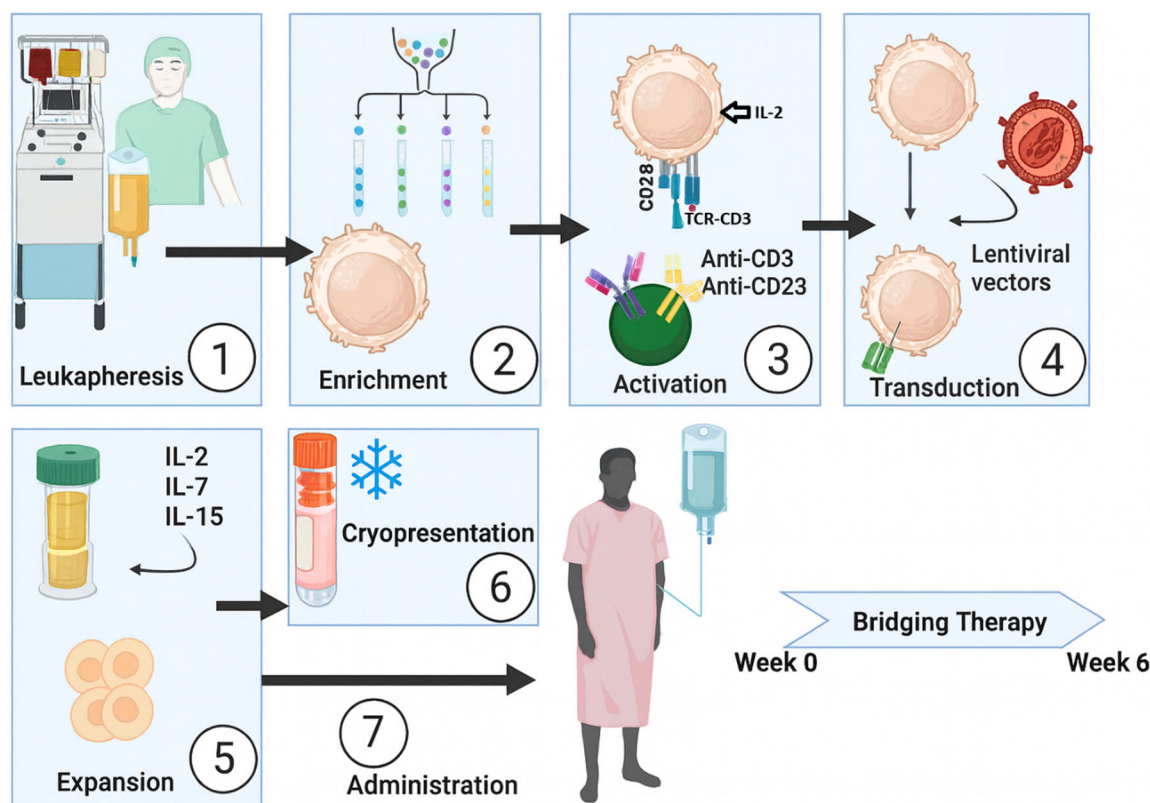 Leukapheresis
1
Enrichment
2
IL-2
CD28
TCR-CD3
Anti-CD3
Anti-CD23
Activation
3
Lentiviral
vectors
Transduction
4
IL-2
IL-7
IL-15
Expansion
5
Cryopresentation
6
7
Administration
Bridging Therapy
Week 0
Week 6